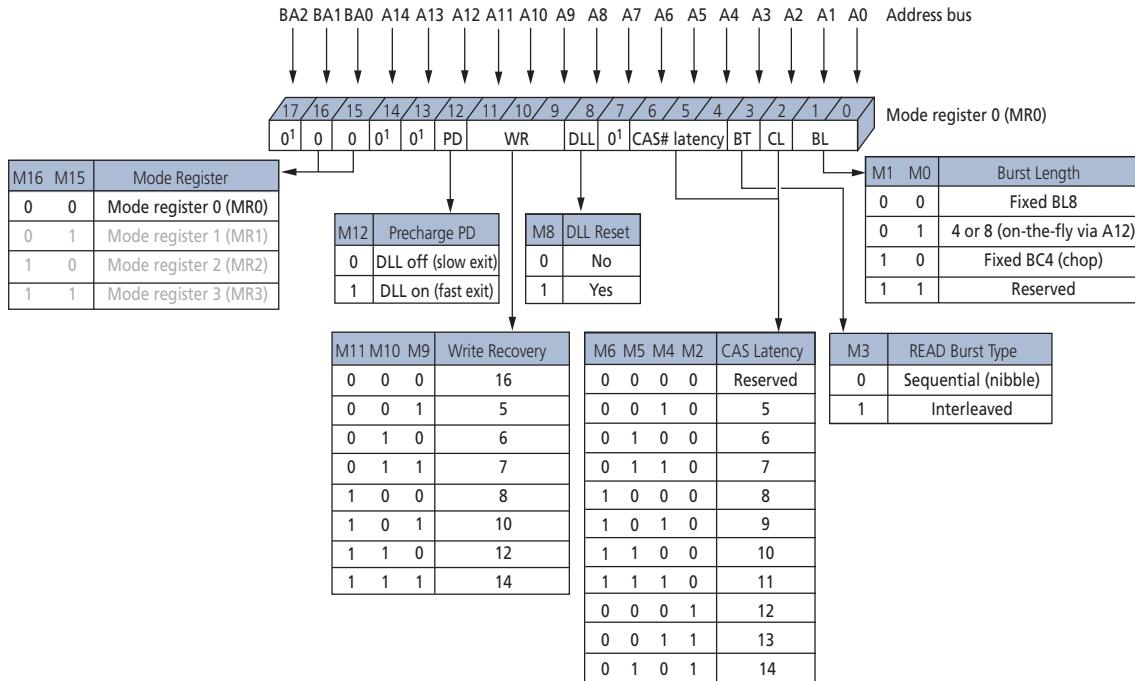 BA2 BA1 BA0 A14 A13 A12 A11 A10 A9 A8 A7 A6 A5 A4 A3 A2 A1 A0 Address bus
17 16 15 14 13 12 11 10 9 8 7 6 5 4 3 2 1 0
Mode register 0 (MR0)
0¹ 0 0 0¹ 0¹ PD WR DLL 0¹ CAS# latency BT CL BL
M16 M15 Mode Register
0 0 Mode register 0 (MR0)
0 1 Mode register 1 (MR1)
1 0 Mode register 2 (MR2)
1 1 Mode register 3 (MR3)
M12 Precharge PD
0 DLL off (slow exit)
1 DLL on (fast exit)
M8 DLL Reset
0 No
1 Yes
M1 M0 Burst Length
0 0 Fixed BL8
0 1 4 or 8 (on-the-fly via A12)
1 0 Fixed BC4 (chop)
1 1 Reserved
M11 M10 M9 Write Recovery
0 0 0 16
0 0 1 5
0 1 0 6
0 1 1 7
1 0 0 8
1 0 1 10
1 1 0 12
1 1 1 14
M6 M5 M4 M2 CAS Latency
0 0 0 0 Reserved
0 0 1 0 5
0 1 0 0 6
0 1 1 0 7
1 0 0 0 8
1 0 1 0 9
1 1 0 0 10
1 1 1 0 11
0 0 0 1 12
0 0 1 1 13
0 1 0 1 14
M3 READ Burst Type
0 Sequential (nibble)
1 Interleaved